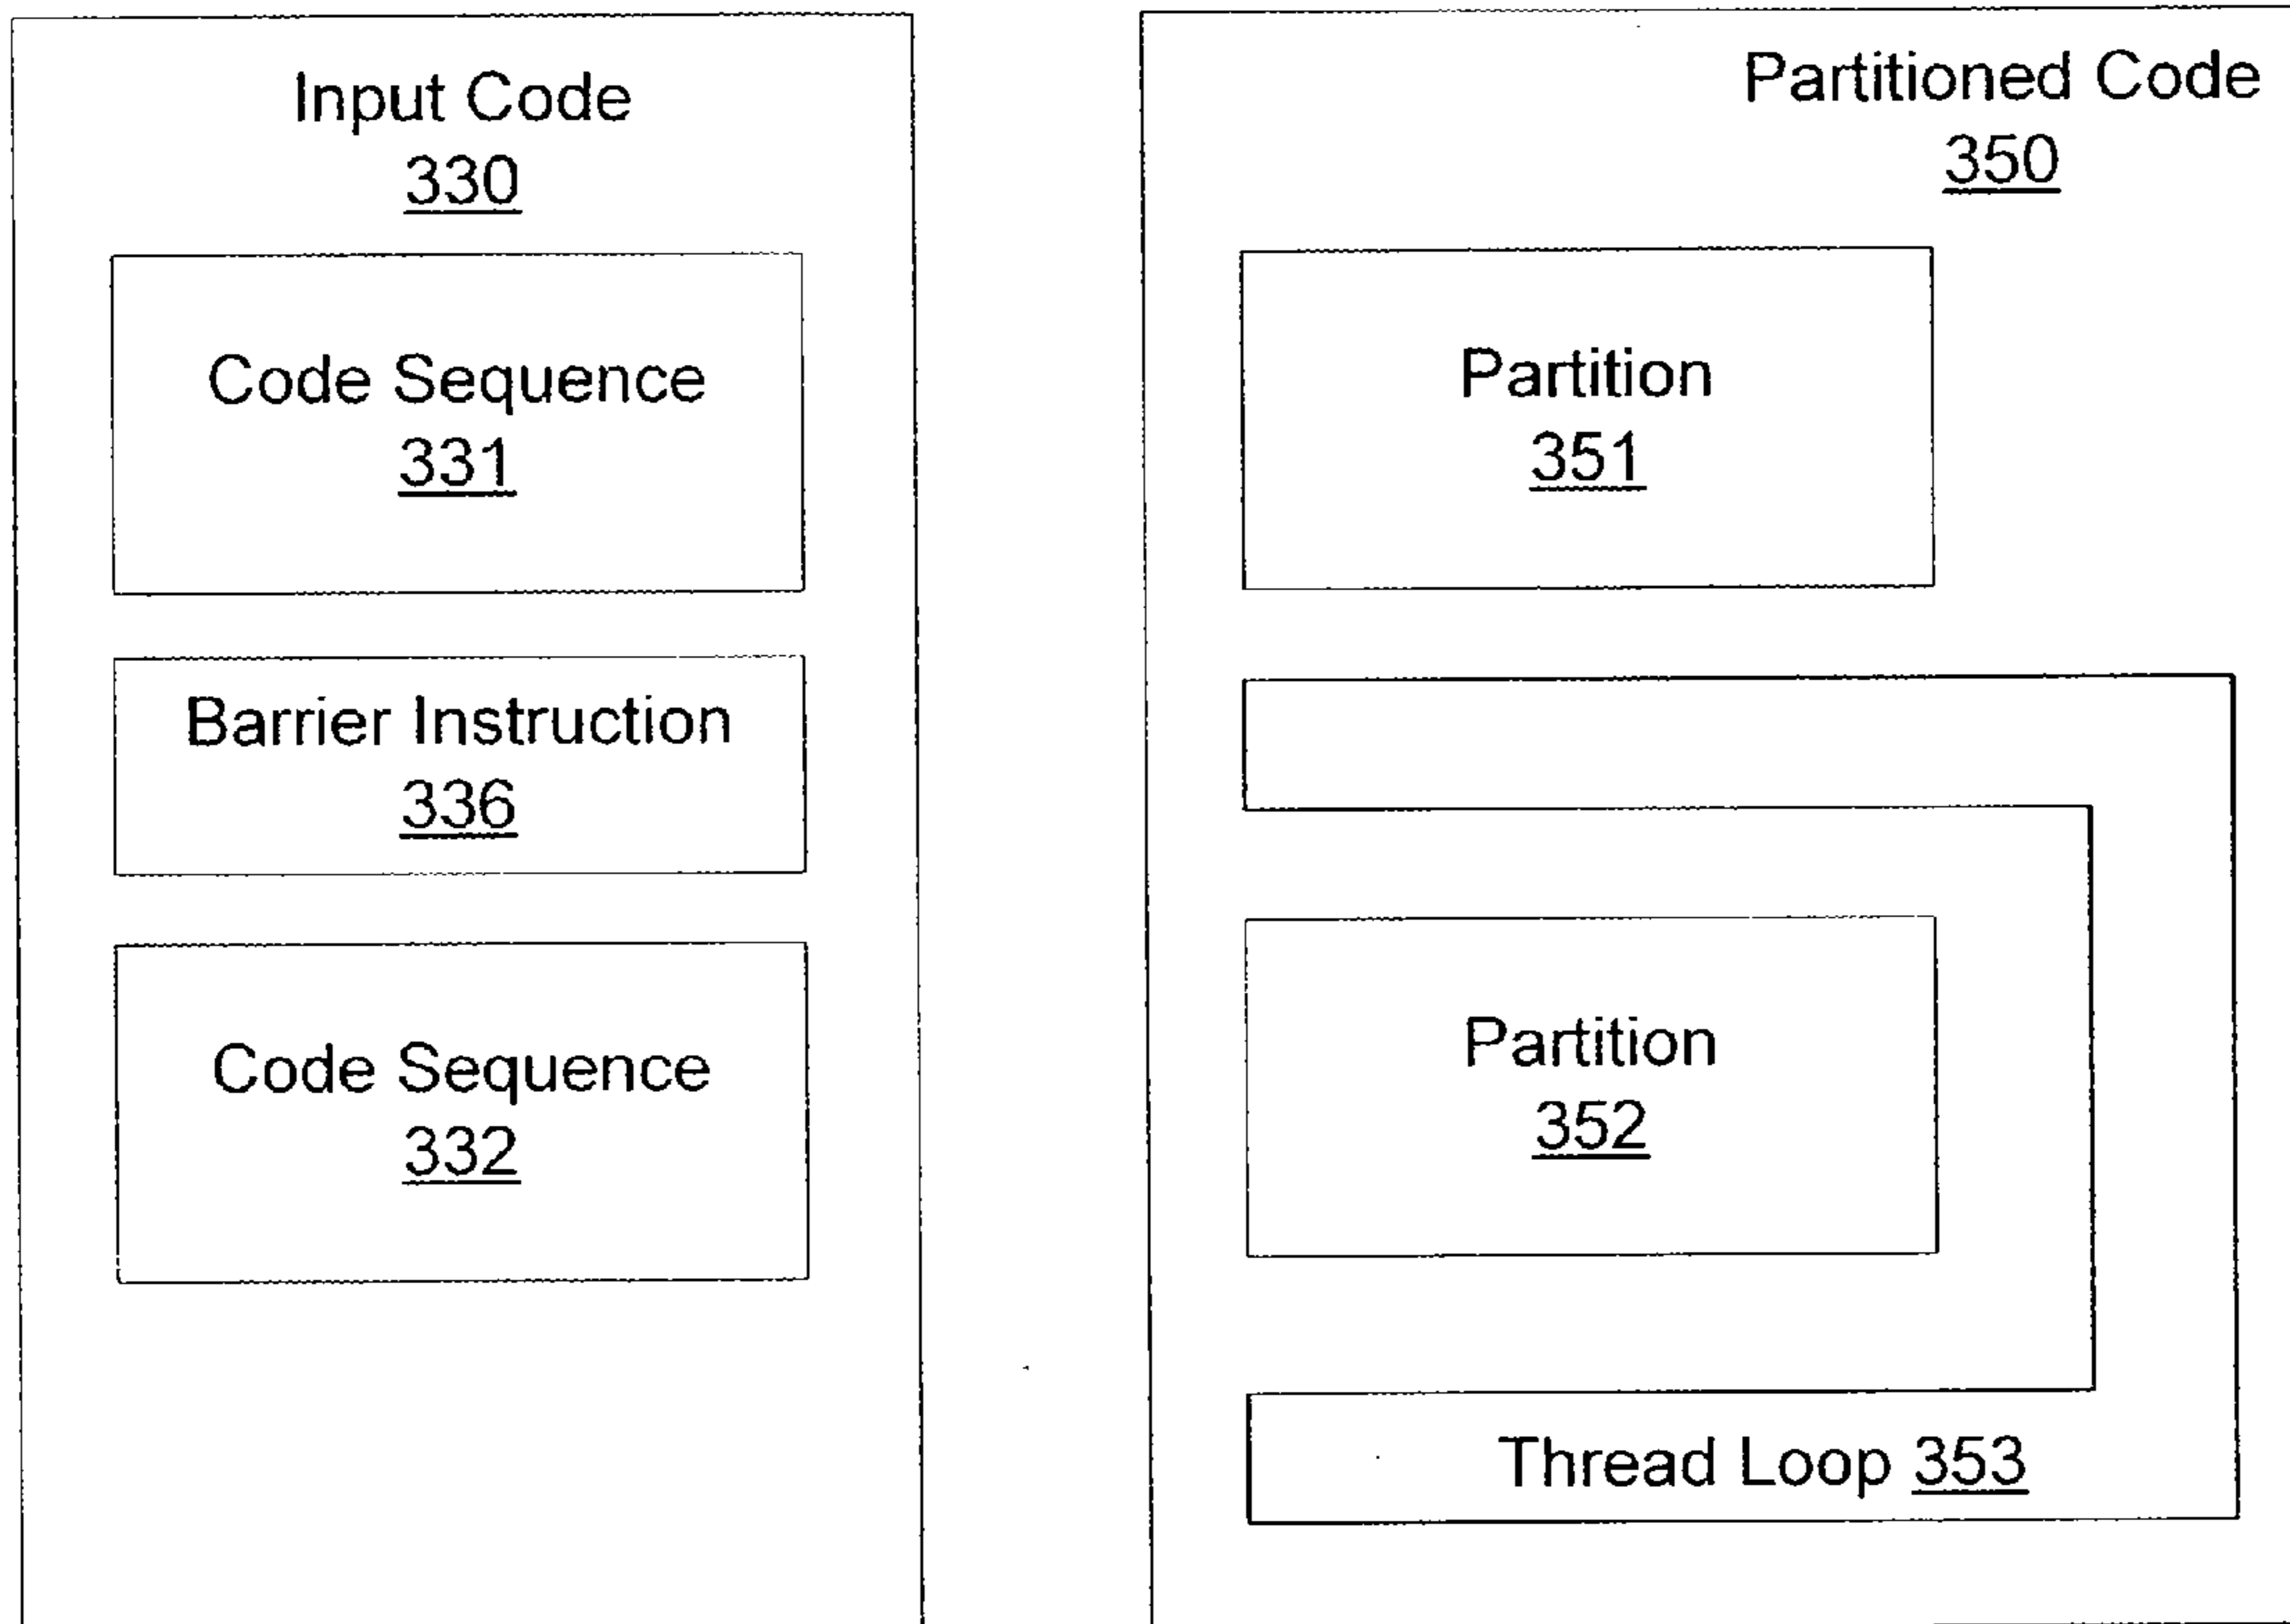 Input Code
330
Code Sequence
331
Barrier Instruction
336
Code Sequence
332
Partitioned Code
350
Partition
351
Partition
352
Thread Loop 353